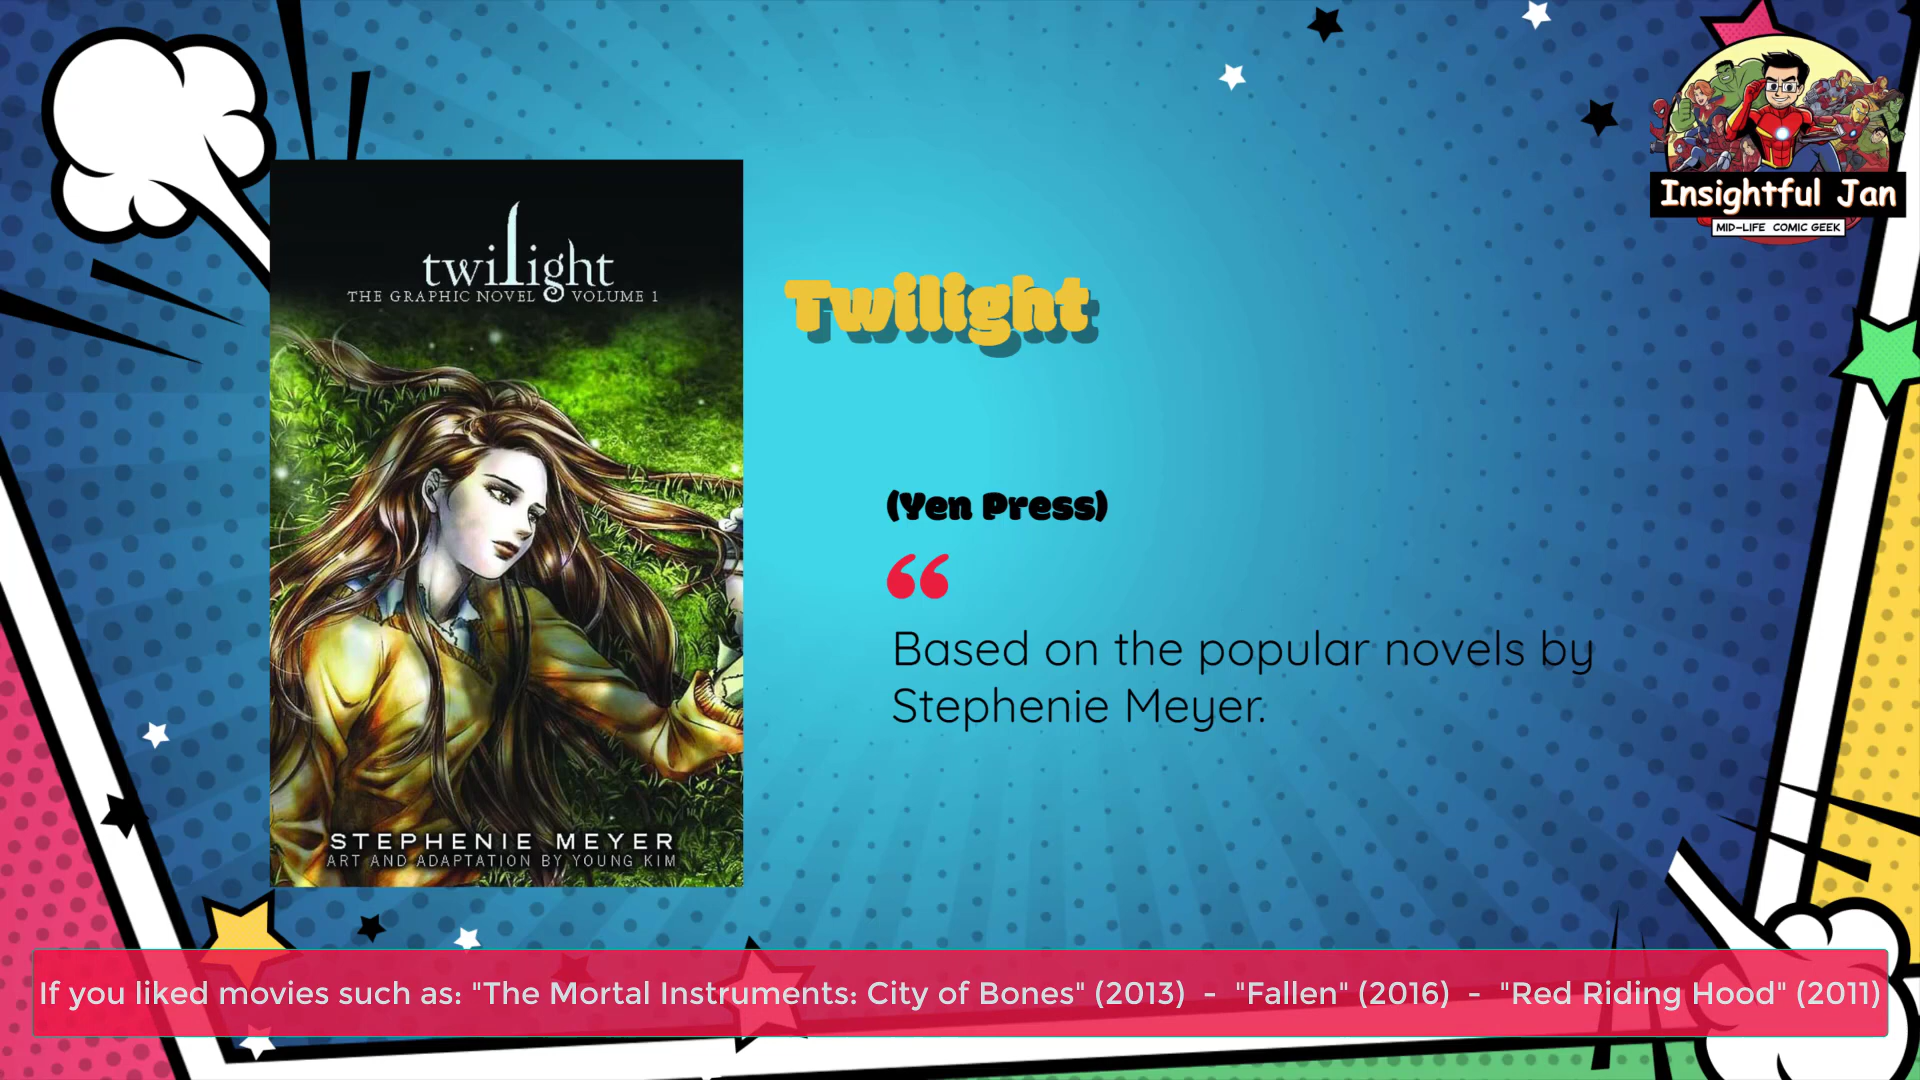 Insightful Jan
MID-LIFE COMIC GEEK
twilight
THE GRAPHIC NOVEL VOLUME 1
Twilight
(Yen Press)
“
Based on the popular novels by
Stephenie Meyer.
STEPHENIE MEYER
ART AND ADAPTATION BY YOUNG KIM
If you liked movies such as: "The Mortal Instruments: City of Bones" (2013) - "Fallen" (2016) - "Red Riding Hood" (2011)